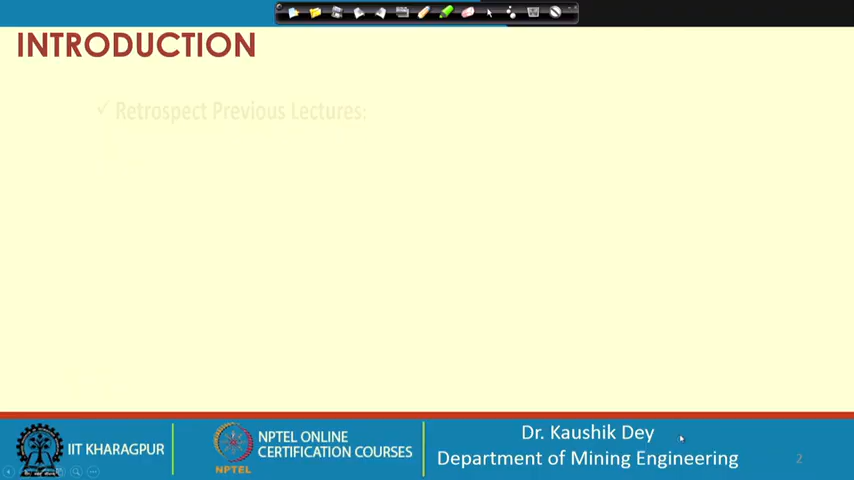 INTRODUCTION
✓ Retrospect Previous Lectures:
IIT KHARAGPUR
NPTEL
NPTEL ONLINE
CERTIFICATION COURSES
Dr. Kaushik Dey
Department of Mining Engineering
2